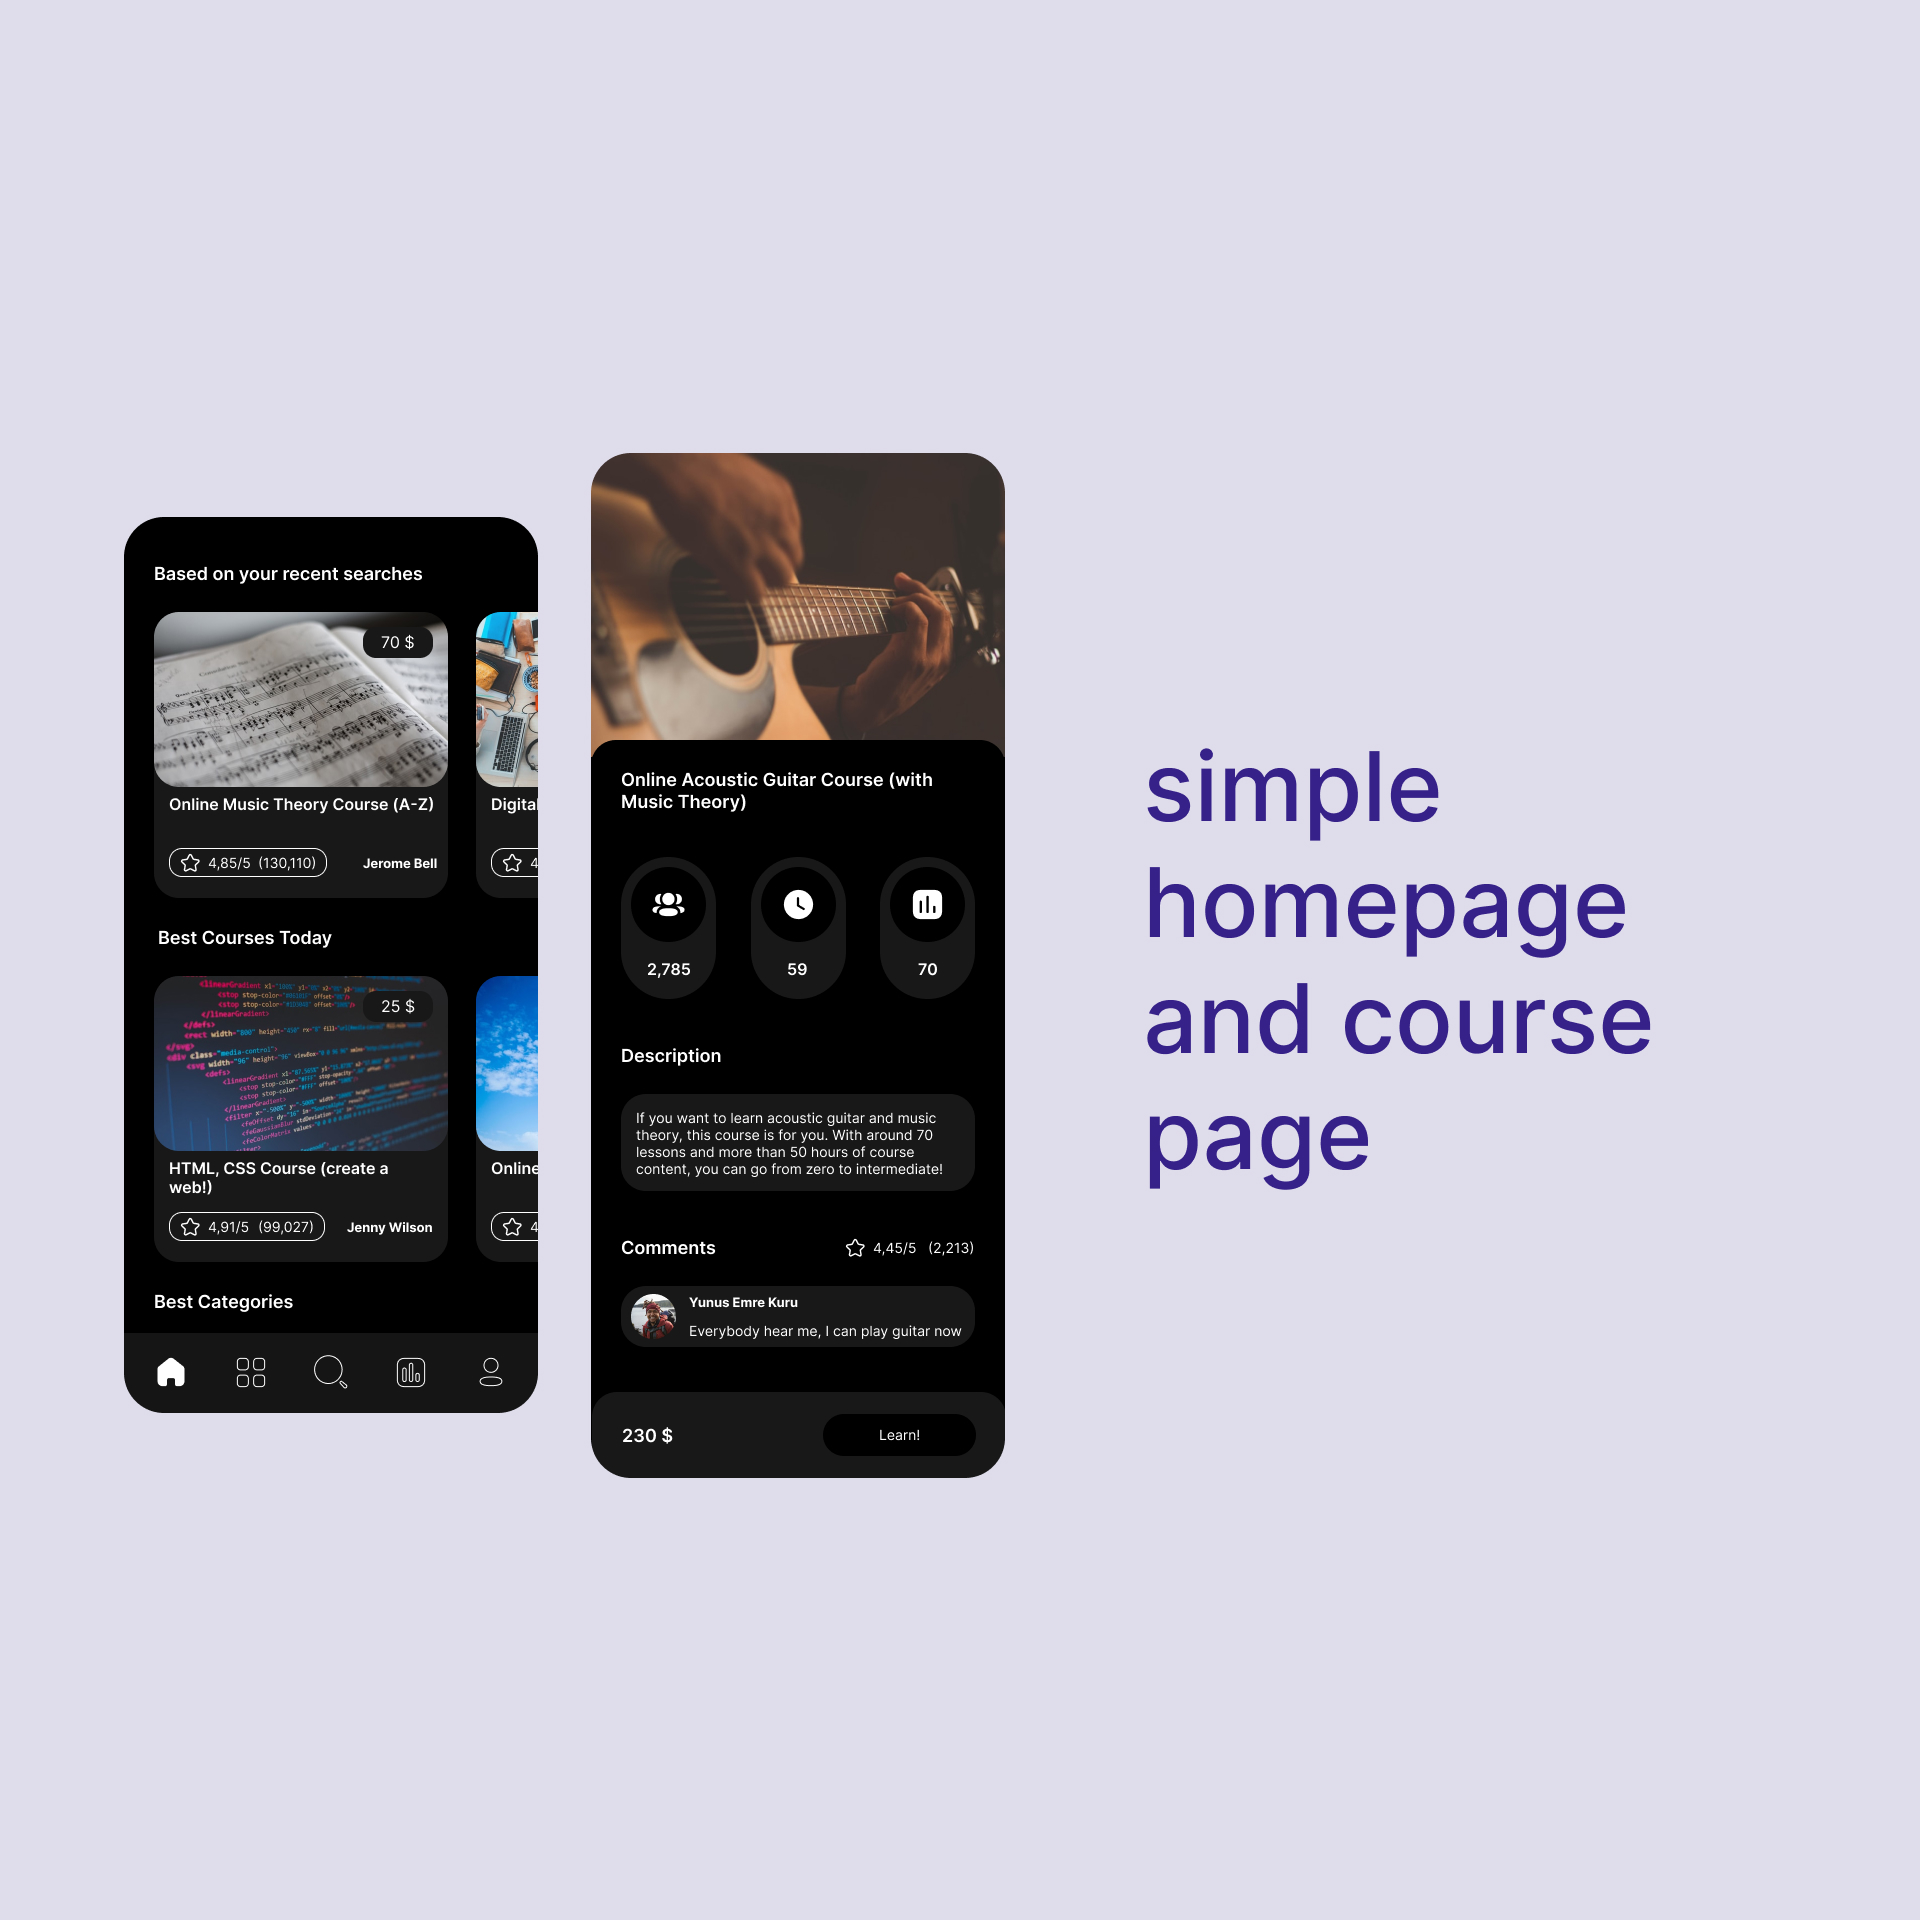 Based on your recent searches
70 $
Online Music Theory Course (A-Z)
Digital
4,85/5 (130,110)
Jerome Bell
4
Best Courses Today
25 $
HTML, CSS Course (create a
web!)
Online
4,91/5 (99,027)
Jenny Wilson
4
Best Categories
Online Acoustic Guitar Course (with
Music Theory)
2,785
59
70
Description
If you want to learn acoustic guitar and music
theory, this course is for you. With around 70
lessons and more than 50 hours of course
content, you can go from zero to intermediate!
Comments
4,45/5 (2,213)
Yunus Emre Kuru
Everybody hear me, I can play guitar now
230 $
Learn!
simple
homepage
and course
page